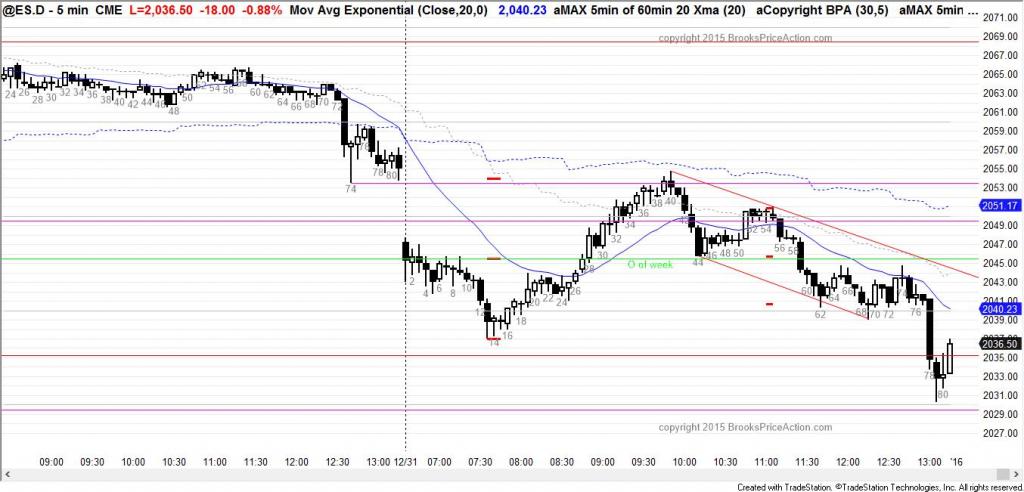 @ES.D - 5 min CME L=2,036.50 -18.00 -0.88% Mov Avg Exponential (Close,20,0) 2,040.23 aMAX 5min of 60min 20 Xma (20) aCopyright BPA (30,5) aMAX 5min ...
copyright 2015 BrooksPriceAction.com
2071.00
2069.00
2067.00
2065.00
2063.00
2061.00
2059.00
2057.00
2055.00
2053.00
2051.17
2049.00
2047.00
2045.00
2043.00
2041.00
2040.23
2039.00
2036.50
2035.00
2033.00
2031.00
2029.00
2027.00
24 26 28 30 32 34 36 38 40 42 44 46 48 50 52 54 56 58 60 62 64 66 68 70 72
74 76 78 80
2 4 6 8 10 12 14 16 18 20 22 24 26 28 30 32 34 36 38 40
O of week
44 46 48 50 52 54 56 58 60 62 64 66 68 70 72 74 76 78 80
copyright 2015 BrooksPriceAction.com
09:00 09:30 10:00 10:30 11:00 11:30 12:00 12:30 13:00 12/31 07:00 07:30 08:00 08:30 09:00 09:30 10:00 10:30 11:00 11:30 12:00 12:30 13:00 '16
Created with TradeStation. ©TradeStation Technologies, Inc. All rights reserved.